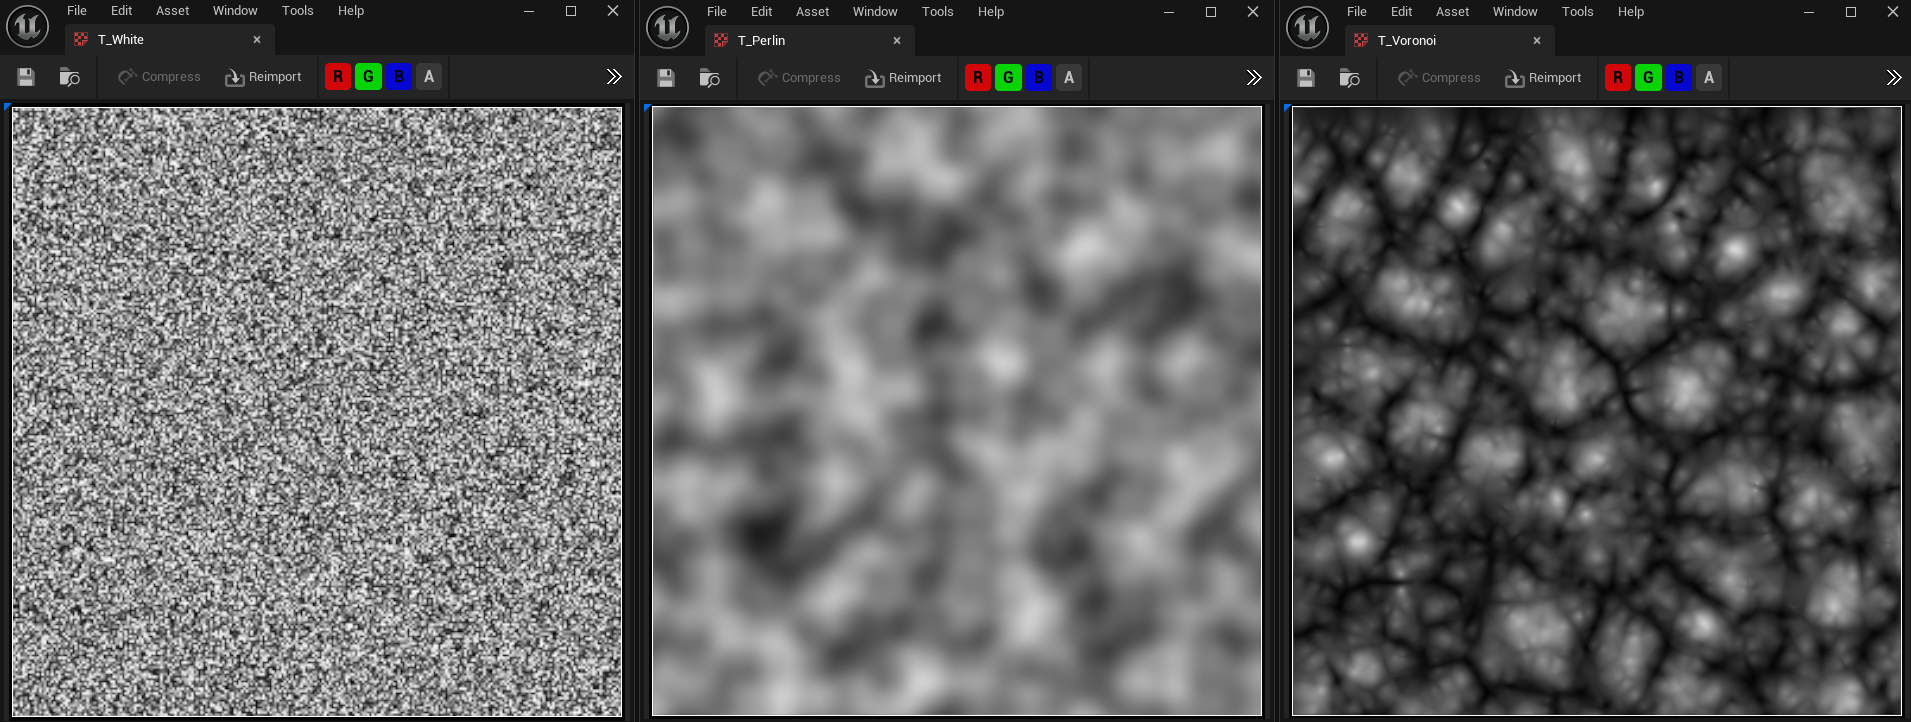 File Edit Asset Window Tools Help
T_White
Compress Reimport R G B A
File Edit Asset Window Tools Help
T_Perlin
Compress Reimport R G B A
File Edit Asset Window Tools Help
T_Voronoi
Compress Reimport R G B A